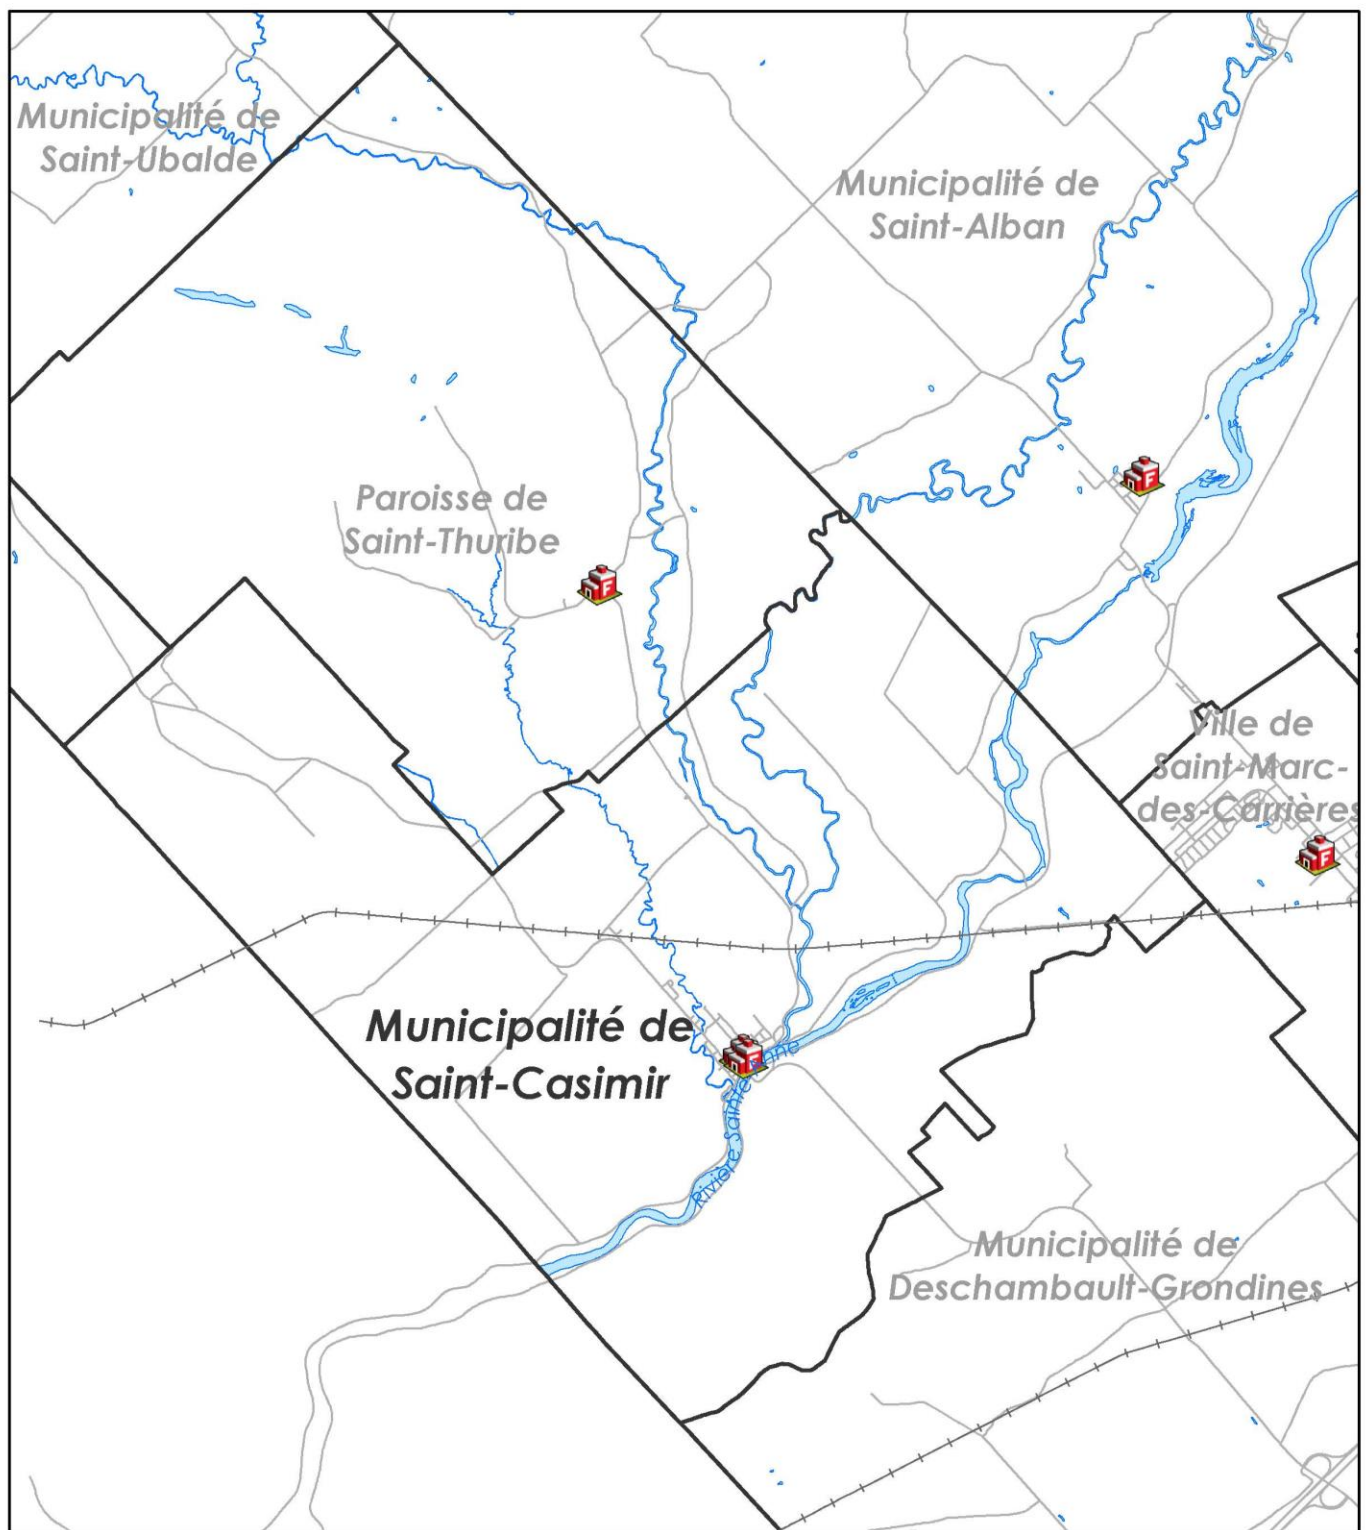 Municipalité de
Saint-Ubalde
Municipalité de
Saint-Alban
Paroisse de
Saint-Thuribe
F
F
Ville de
Saint-Marc-
des-Carrières
F
Municipalité de
Saint-Casimir
F
Rivière Sainte-Anne
Municipalité de
Deschambault-Grondines